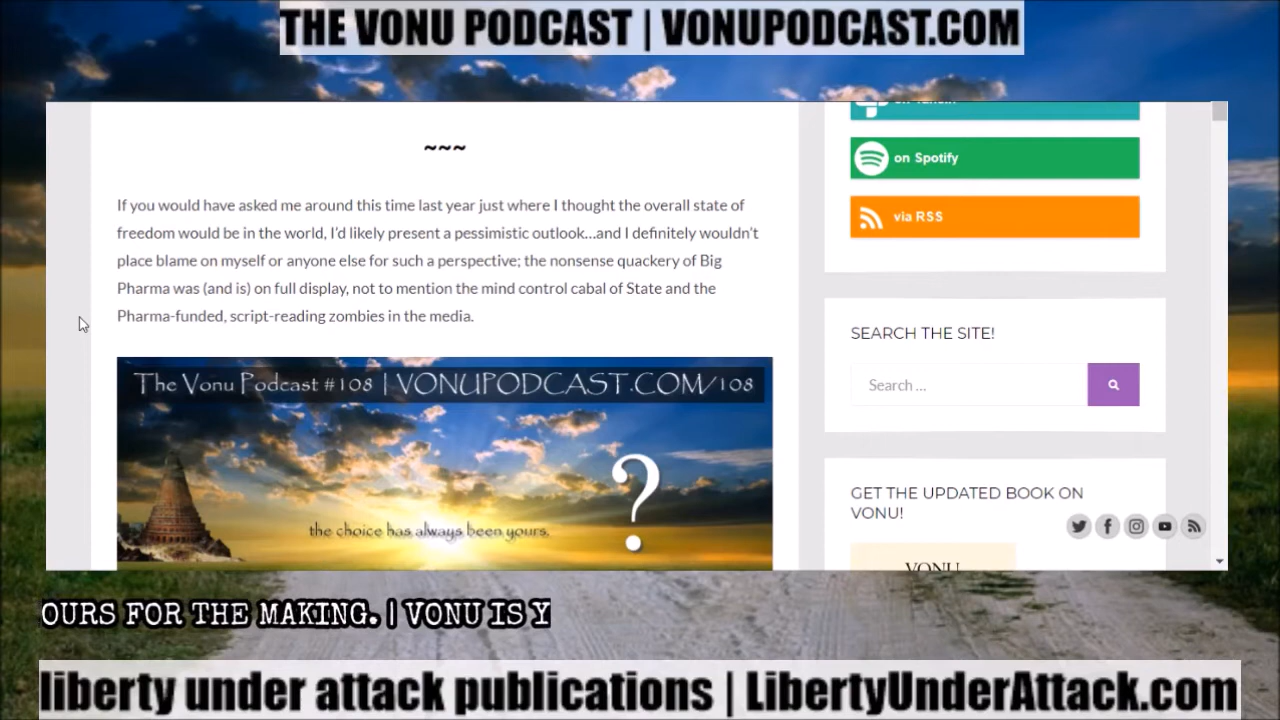 THE VONU PODCAST | VONUPODCAST.COM
~~~
If you would have asked me around this time last year just where I thought the overall state of
freedom would be in the world, I'd likely present a pessimistic outlook...and I definitely wouldn't
place blame on myself or anyone else for such a perspective; the nonsense quackery of Big
Pharma was (and is) on full display, not to mention the mind control cabal of State and the
Pharma-funded, script-reading zombies in the media.
The Vonu Podcast #108 | VONUPODCAST.COM/108
?
the choice has always been yours.
on Spotify
via RSS
SEARCH THE SITE!
Search ...
GET THE UPDATED BOOK ON
VONU!
VONU
OURS FOR THE MAKING. | VONU IS Y
liberty under attack publications | LibertyUnderAttack.com